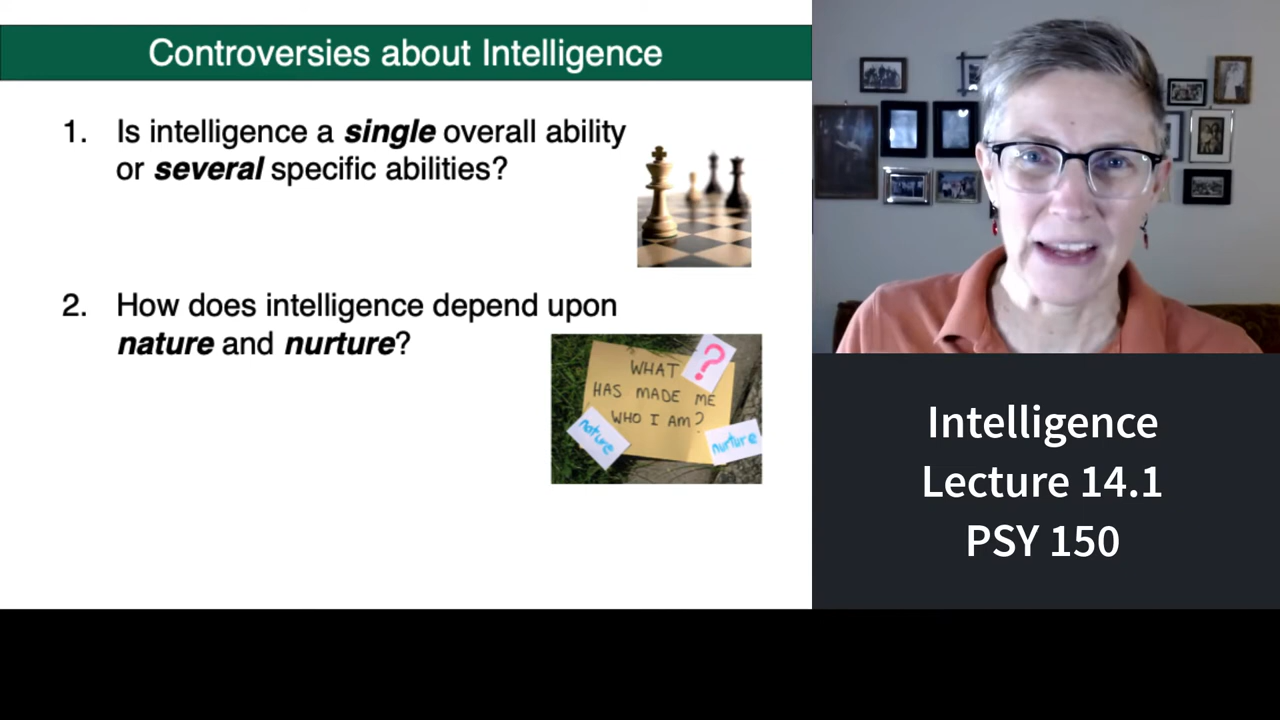 Controversies about Intelligence
1. Is intelligence a single overall ability
or several specific abilities?
2. How does intelligence depend upon
nature and nurture?
?
WHAT
HAS MADE ME
WHO I AM?
nature
nurture
Intelligence
Lecture 14.1
PSY 150